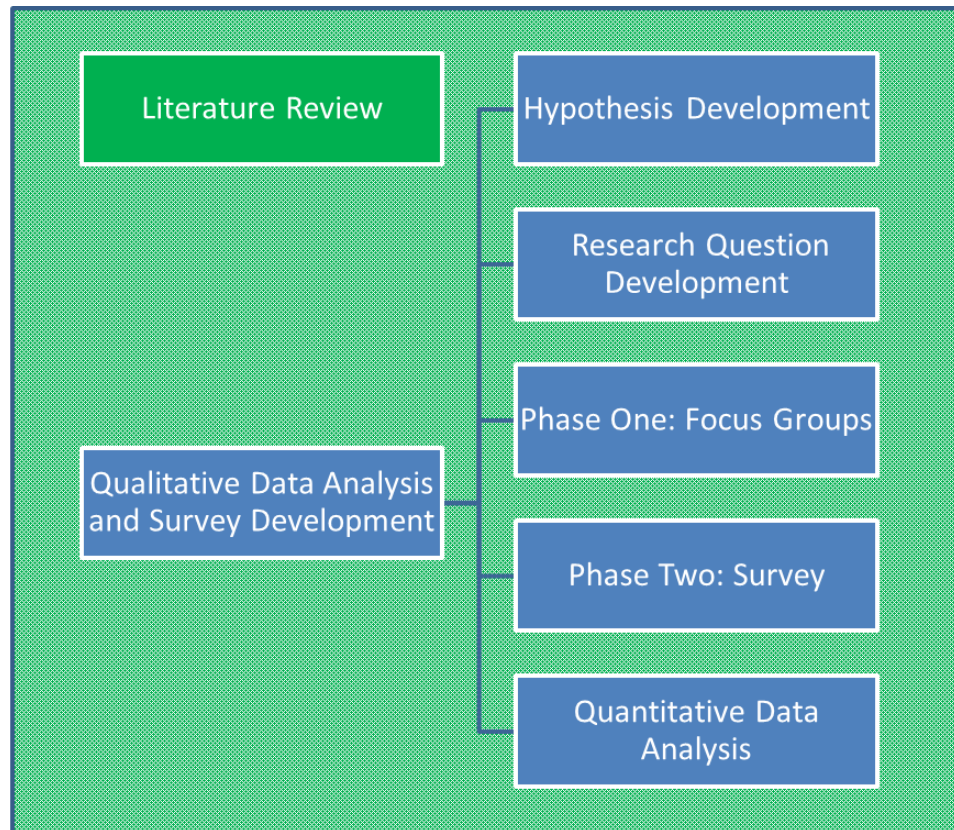 Literature Review
Hypothesis Development
Research Question
Development
Phase One: Focus Groups
Qualitative Data Analysis
and Survey Development
Phase Two: Survey
Quantitative Data
Analysis